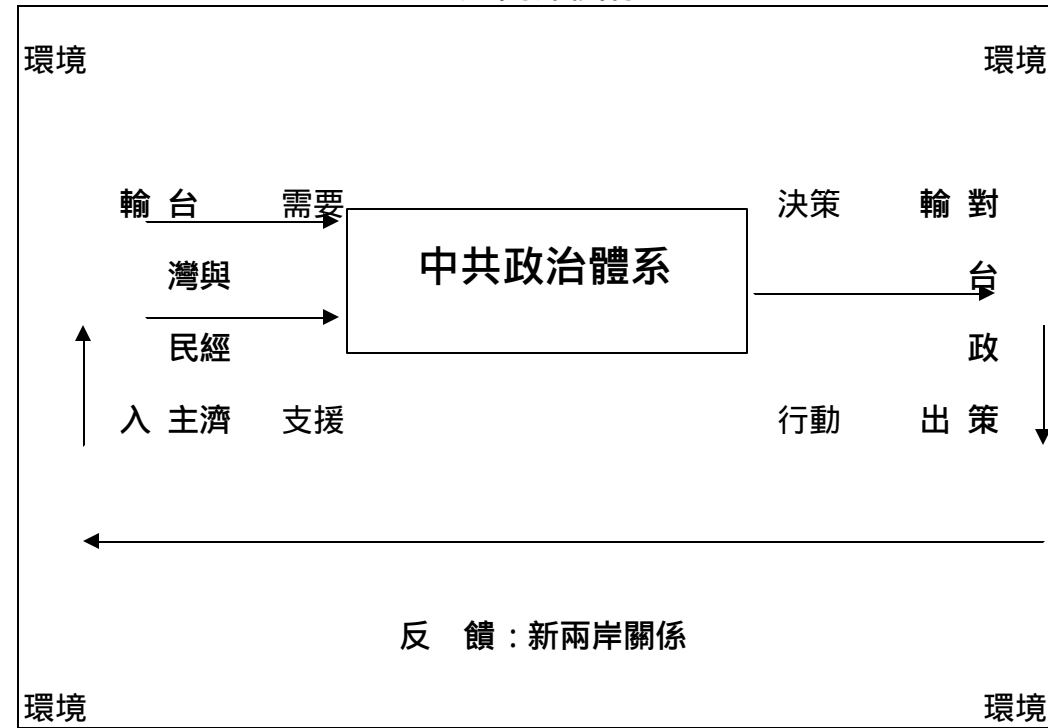 環境 環境
輸 台 需要 決策 輸 對
中共政治體系
灣與 台
民經 政
入 主濟 支援 行動 出 策
反 饋：新兩岸關係
環境 環境